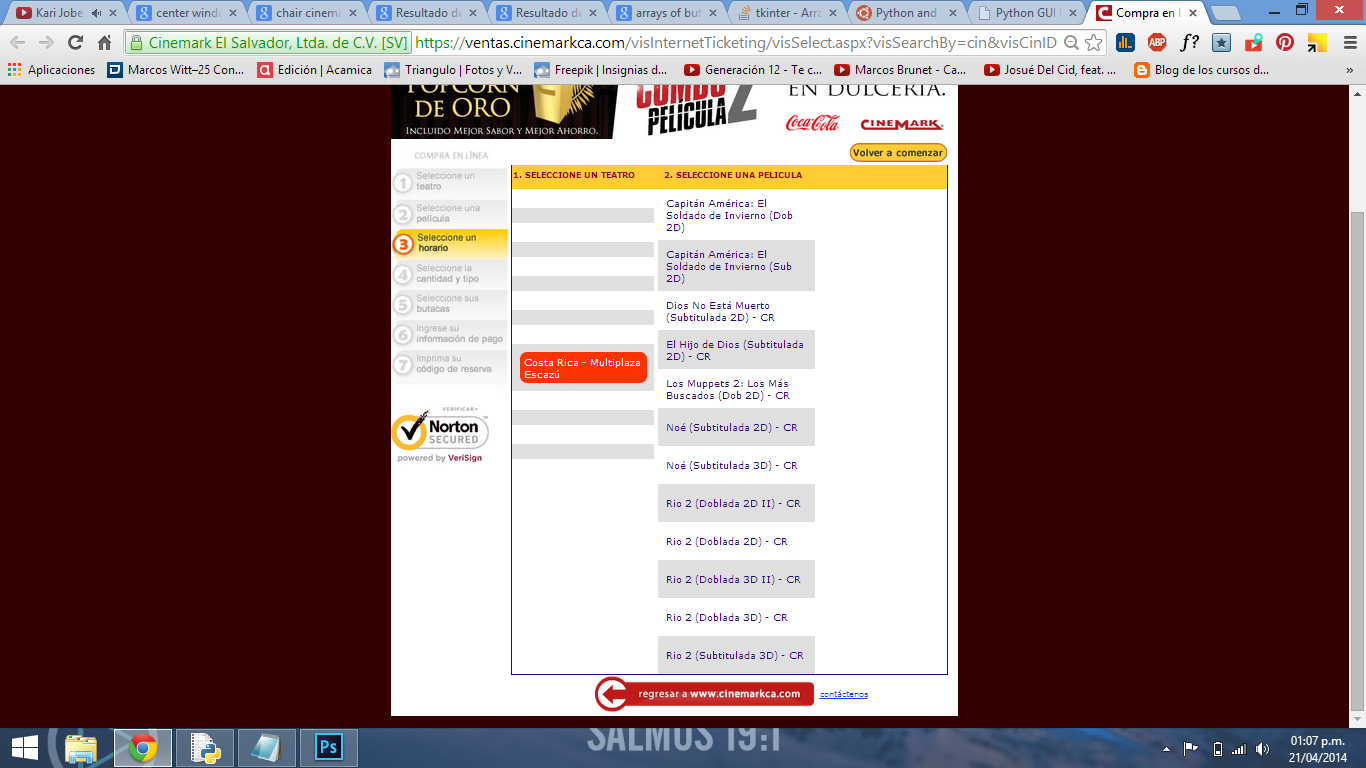 Kari Jobe
center wind
chair cinem
Resultado de
Resultado de
arrays of but
tkinter - Arra
Python and
Python GUI
Compra en l
Cinemark El Salvador, Ltda. de C.V. [SV] https://ventas.cinemarkca.com/visInternetTicketing/visSelect.aspx?visSearchBy=cin&visCinID
ABP
f?
Aplicaciones
Marcos Witt–25 Con...
Edición | Acamica
Triangulo | Fotos y V...
Freepik | Insignias d...
Generación 12 - Te c...
Marcos Brunet - Ca...
Josué Del Cid, feat. ...
Blog de los cursos d...
»
POPCORN
DE ORO
INCLUIDO MEJOR SABOR Y MEJOR AHORRO.
COMBO
PELÍCULA 2
EN DULCERÍA.
Coca-Cola
CINEMARK
COMPRA EN LÍNEA
Volver a comenzar
1 Seleccione un
teatro
2 Seleccione una
película
3 Seleccione un
horario
4 Seleccione la
cantidad y tipo
5 Seleccione sus
butacas
6 Ingrese su
información de pago
7 Imprima su
código de reserva
VERIFICAR
Norton
SECURED
powered by VeriSign
1. SELECCIONE UN TEATRO
2. SELECCIONE UNA PELICULA
Costa Rica - Multiplaza
Escazú
Capitán América: El
Soldado de Invierno (Dob
2D)
Capitán América: El
Soldado de Invierno (Sub
2D)
Dios No Está Muerto
(Subtitulada 2D) - CR
El Hijo de Dios (Subtitulada
2D) - CR
Los Muppets 2: Los Más
Buscados (Dob 2D) - CR
Noé (Subtitulada 2D) - CR
Noé (Subtitulada 3D) - CR
Rio 2 (Doblada 2D II) - CR
Rio 2 (Doblada 2D) - CR
Rio 2 (Doblada 3D II) - CR
Rio 2 (Doblada 3D) - CR
Rio 2 (Subtitulada 3D) - CR
regresar a www.cinemarkca.com
contáctenos
SALMOS 19:1
Ps
01:07 p.m.
21/04/2014